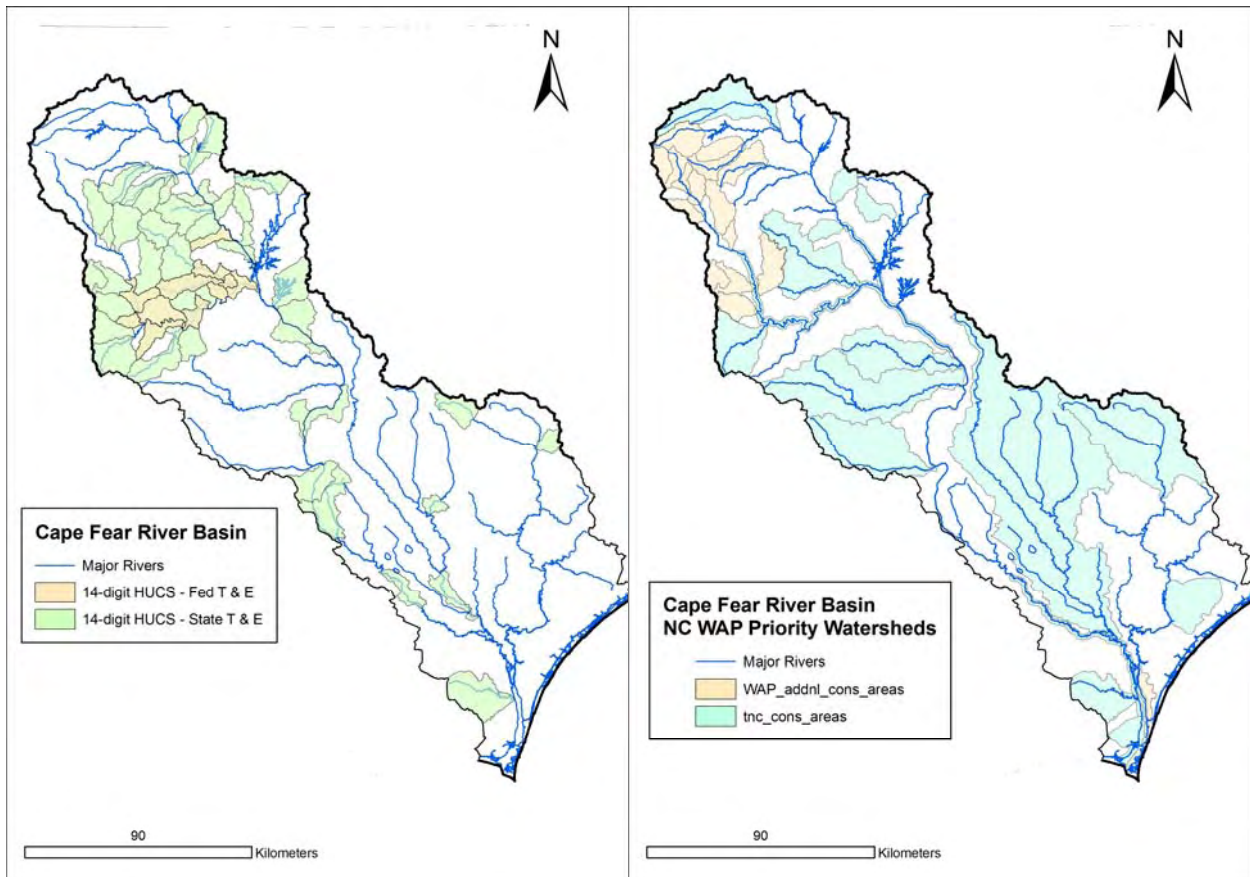 N
Cape Fear River Basin
Major Rivers
14-digit HUCS - Fed T & E
14-digit HUCS - State T & E
90
Kilometers
N
Cape Fear River Basin
NC WAP Priority Watersheds
Major Rivers
WAP_addnl_cons_areas
tnc_cons_areas
90
Kilometers